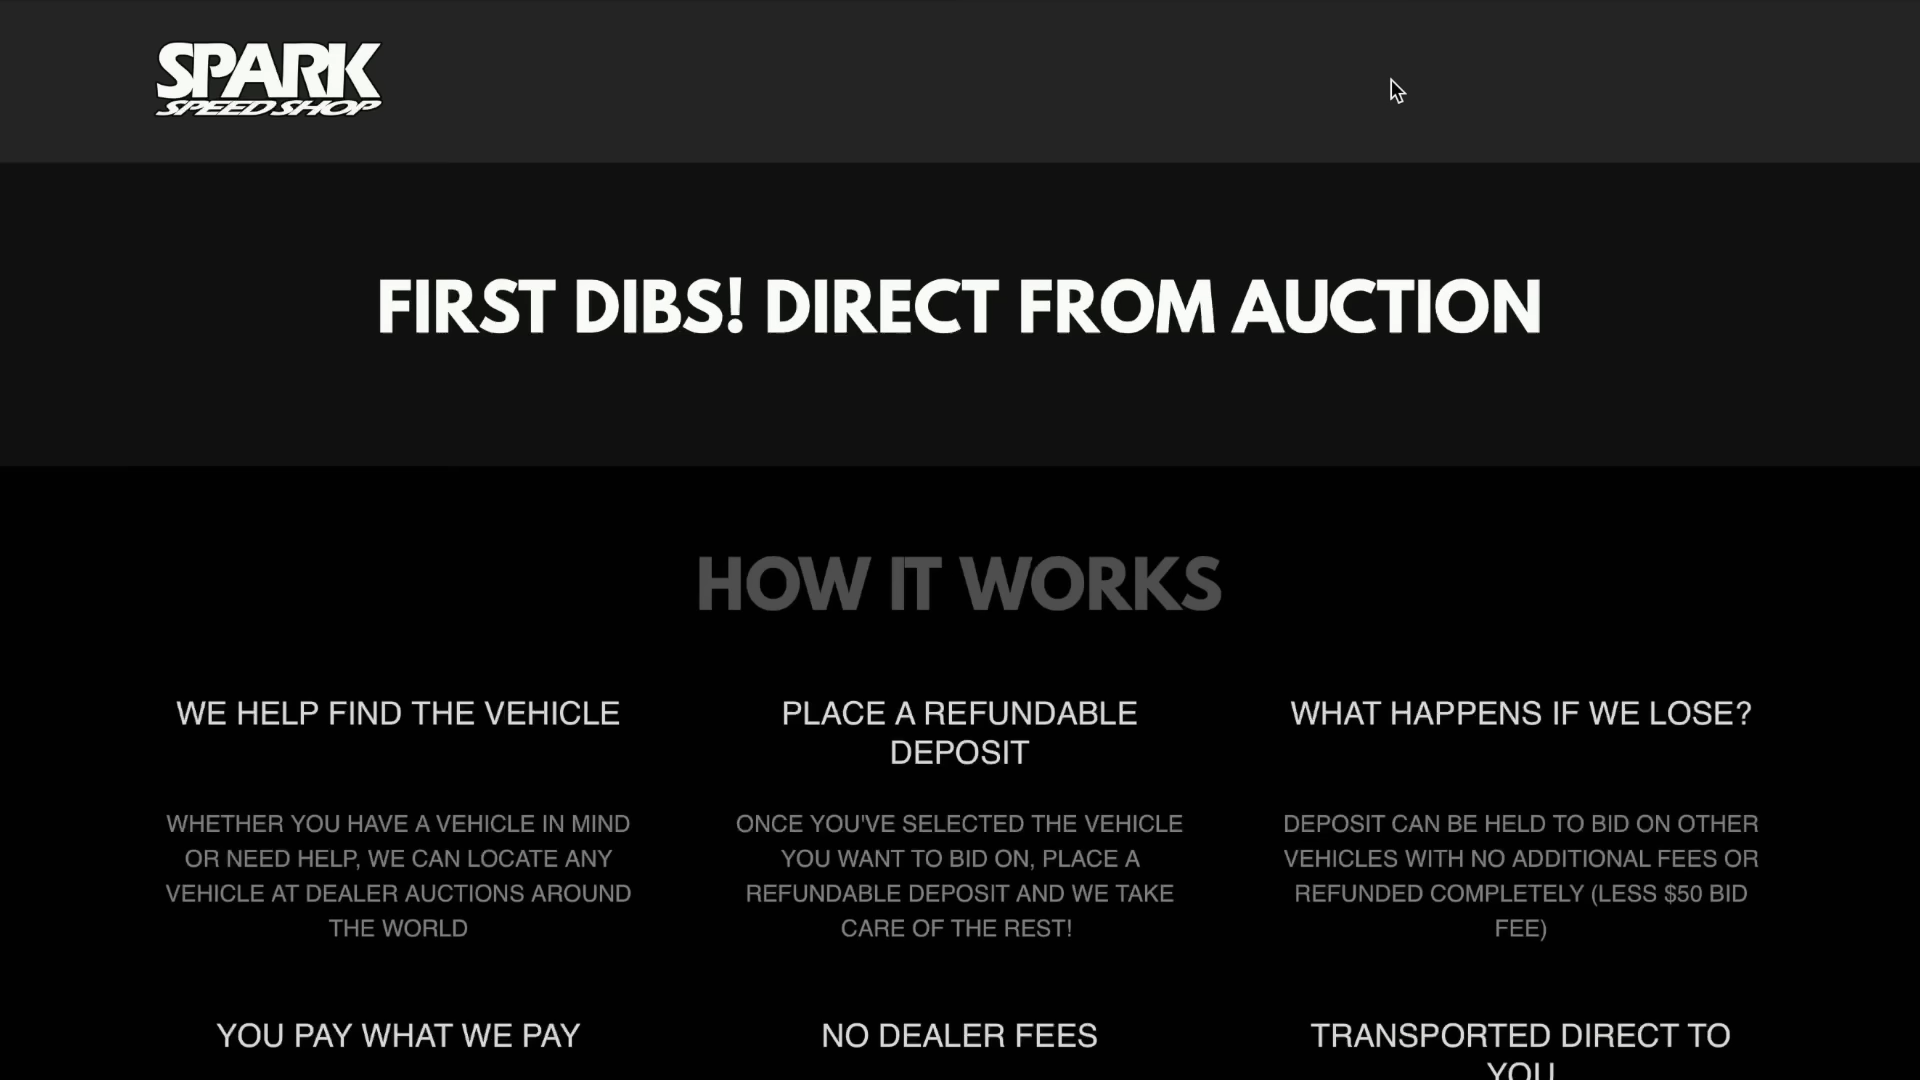 SPARK
SPEED SHOP
FIRST DIBS! DIRECT FROM AUCTION
HOW IT WORKS
WE HELP FIND THE VEHICLE
WHETHER YOU HAVE A VEHICLE IN MIND
OR NEED HELP, WE CAN LOCATE ANY
VEHICLE AT DEALER AUCTIONS AROUND
THE WORLD
PLACE A REFUNDABLE
DEPOSIT
ONCE YOU'VE SELECTED THE VEHICLE
YOU WANT TO BID ON, PLACE A
REFUNDABLE DEPOSIT AND WE TAKE
CARE OF THE REST!
WHAT HAPPENS IF WE LOSE?
DEPOSIT CAN BE HELD TO BID ON OTHER
VEHICLES WITH NO ADDITIONAL FEES OR
REFUNDED COMPLETELY (LESS $50 BID
FEE)
YOU PAY WHAT WE PAY
NO DEALER FEES
TRANSPORTED DIRECT TO
YOU